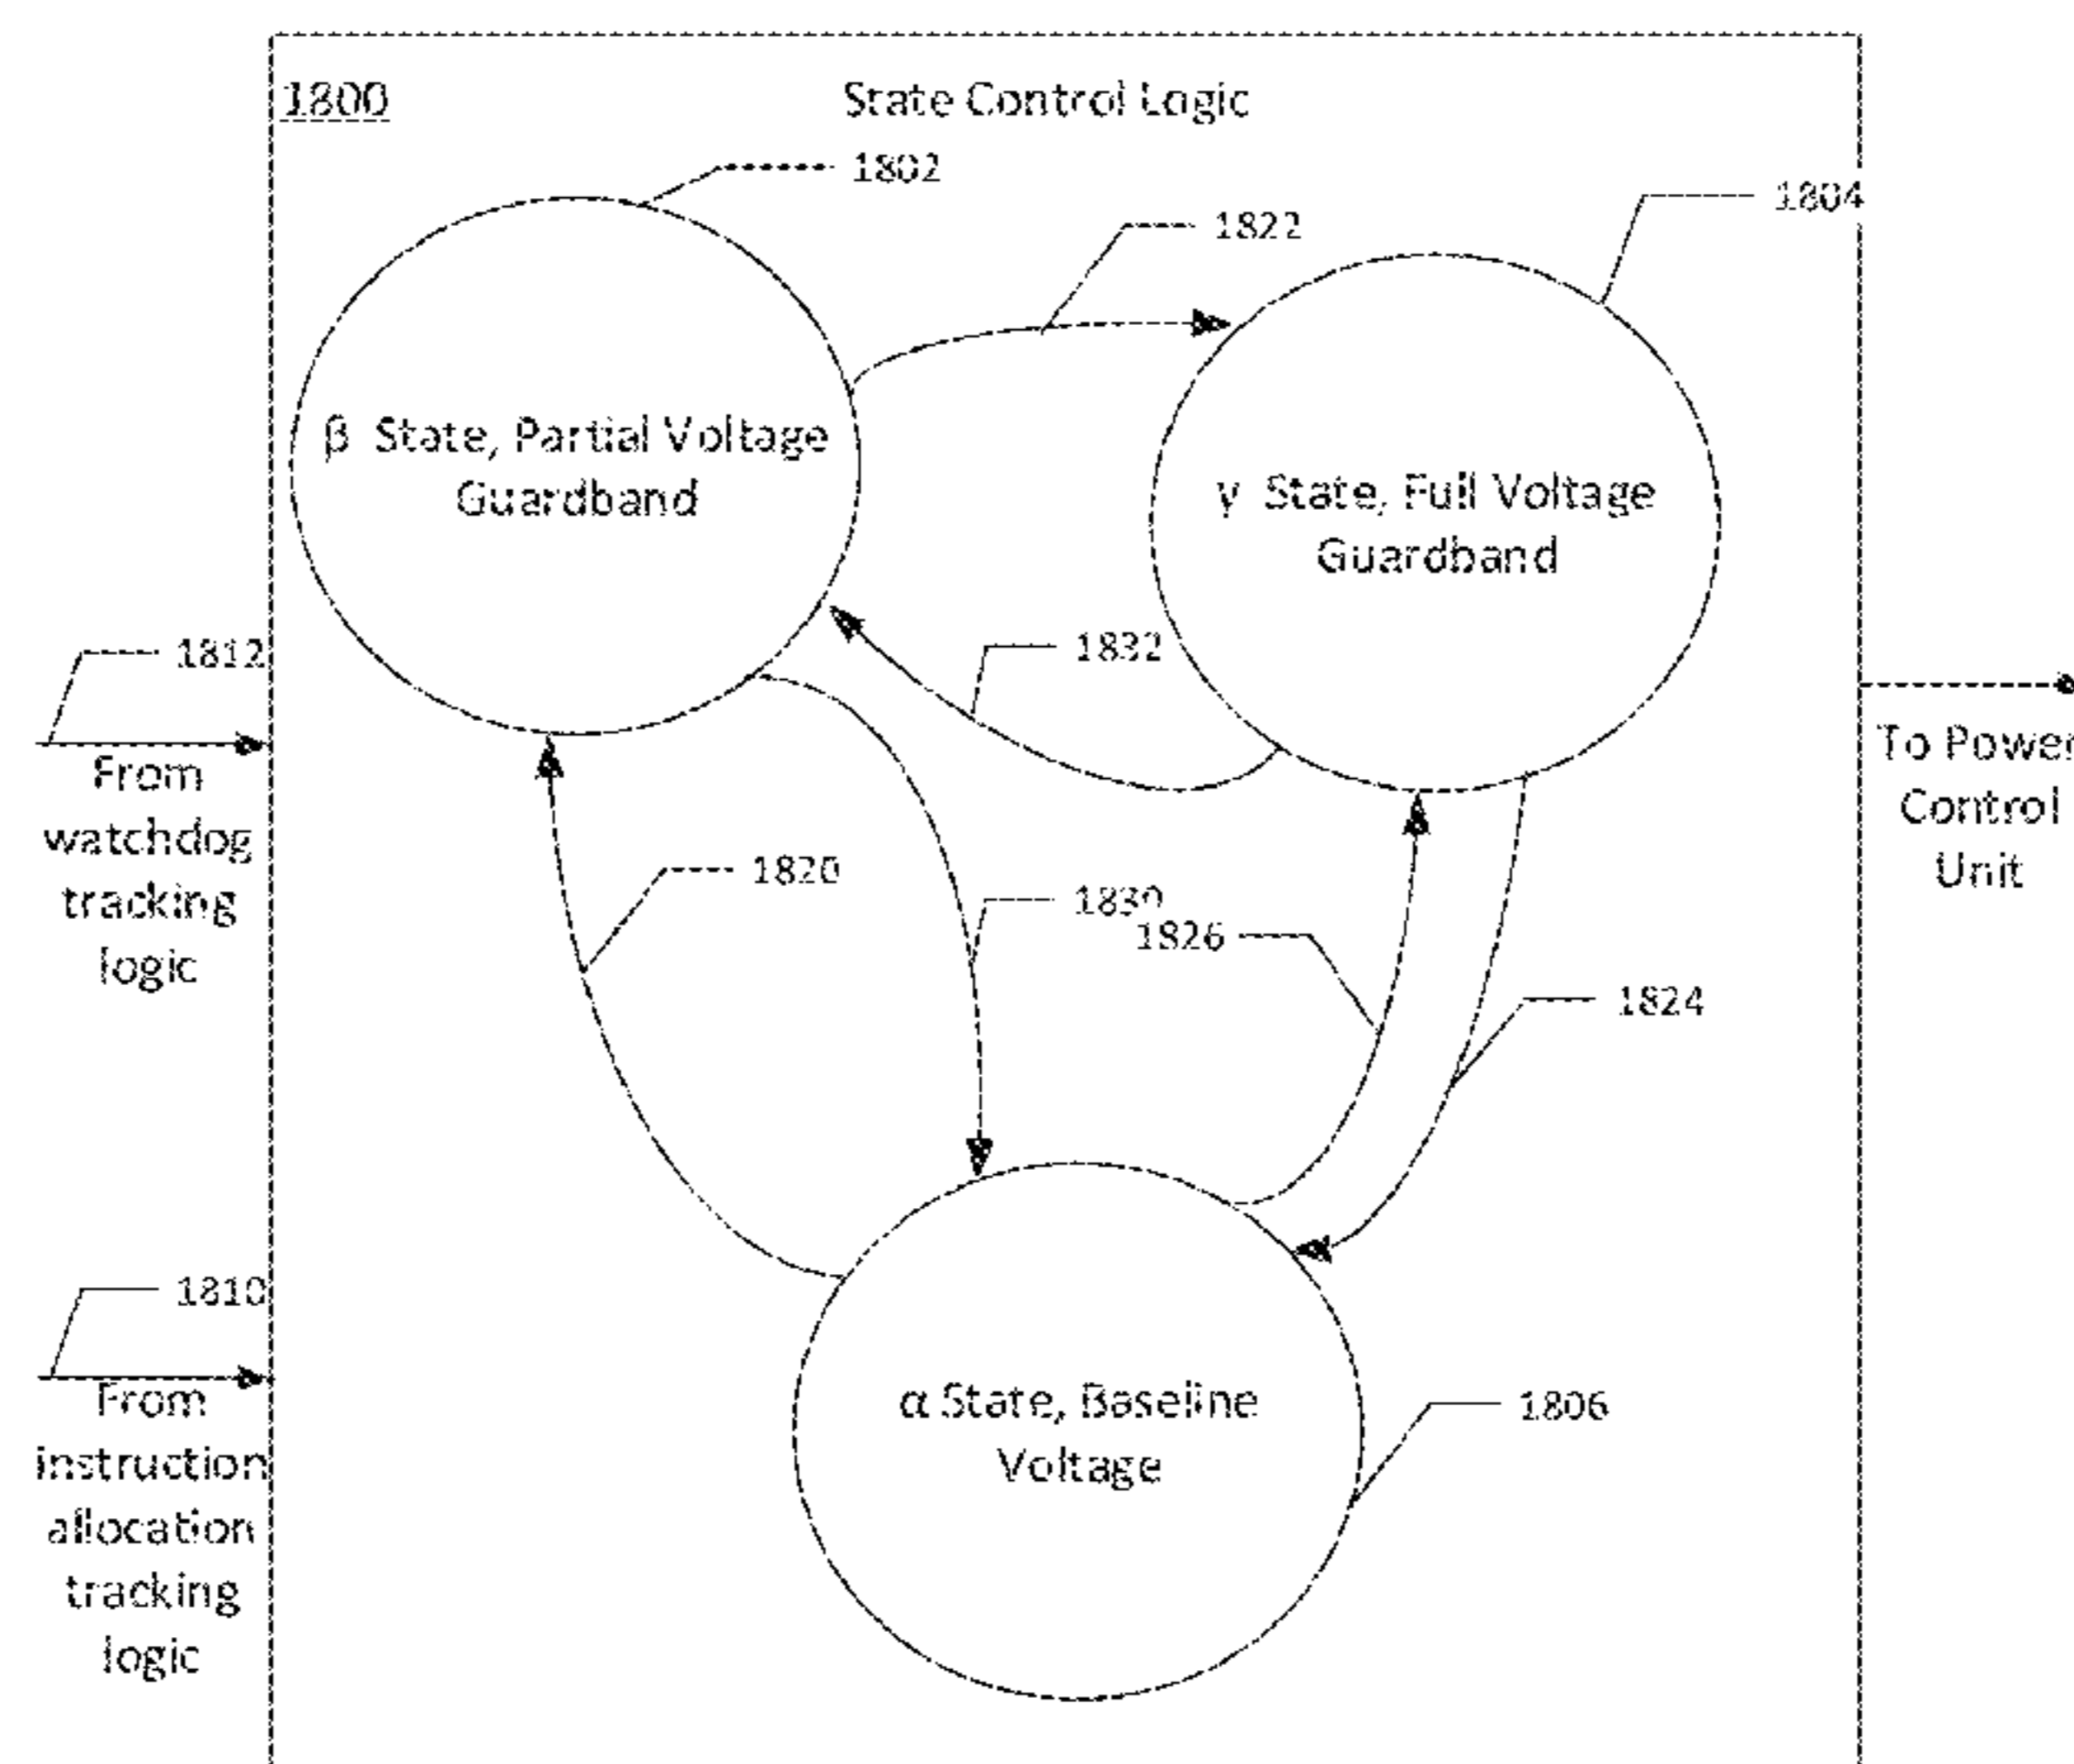 1800
State Control Logic
1802
1804
1822
β State, Partial Voltage
Guardband
γ State, Full Voltage
Guardband
1812
From
watchdog
tracking
logic
1832
To Power
Control
Unit
1820
1830
1826
1824
1810
From
instruction
allocation
tracking
logic
α State, Baseline
Voltage
1806